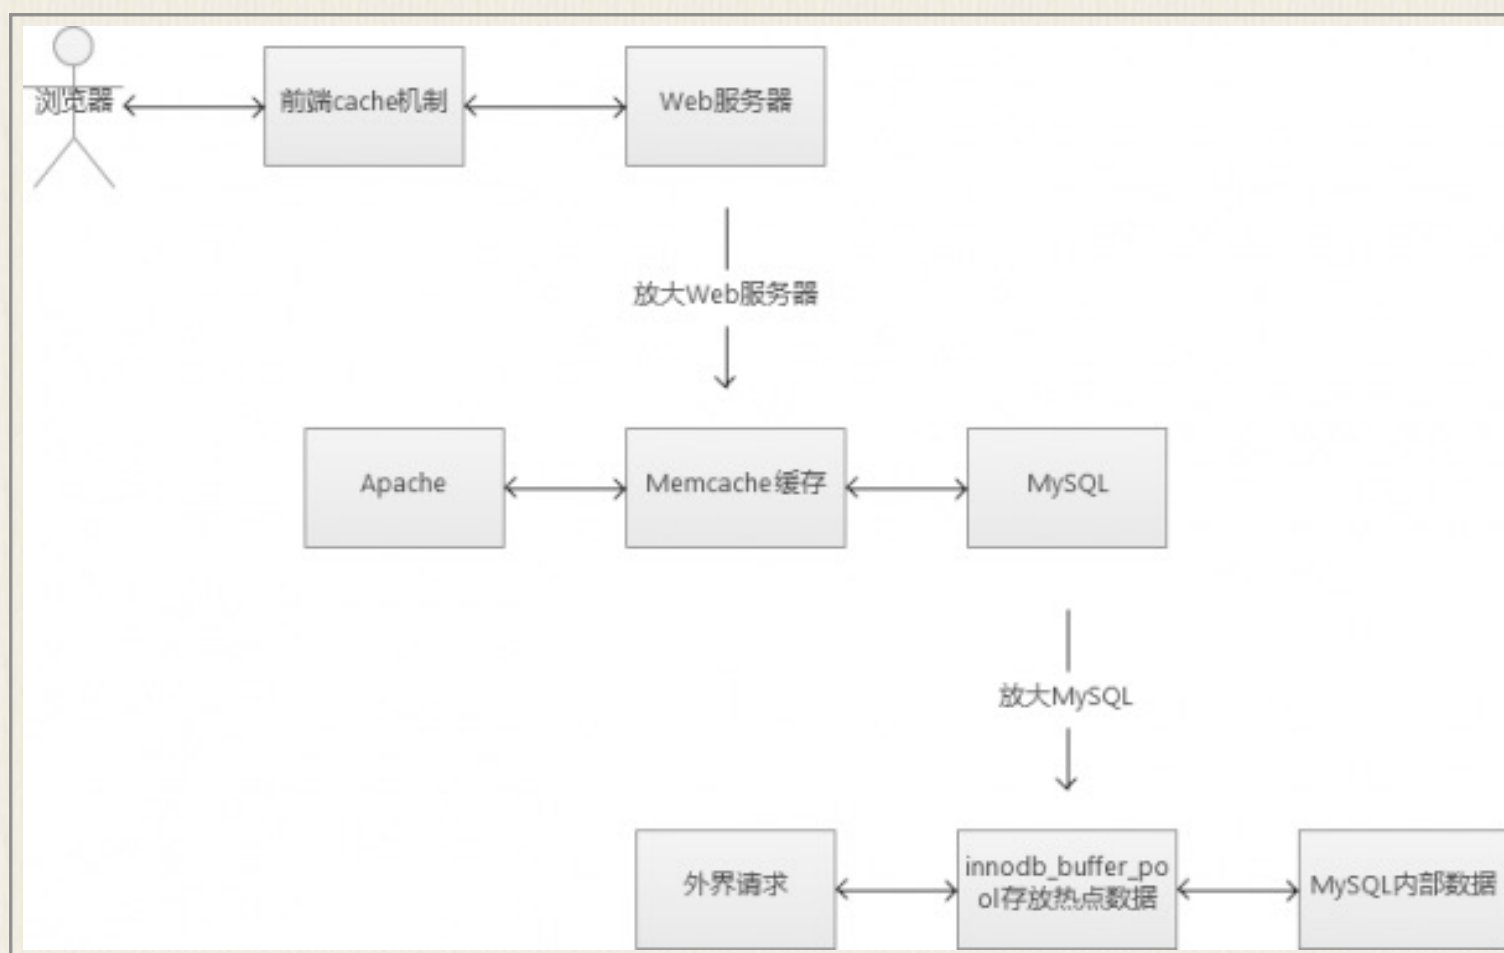 浏览器
前端cache机制
Web服务器
放大Web服务器
Apache
Memcache缓存
MySQL
放大MySQL
外界请求
innodb_buffer_po
ol存放热点数据
MySQL内部数据